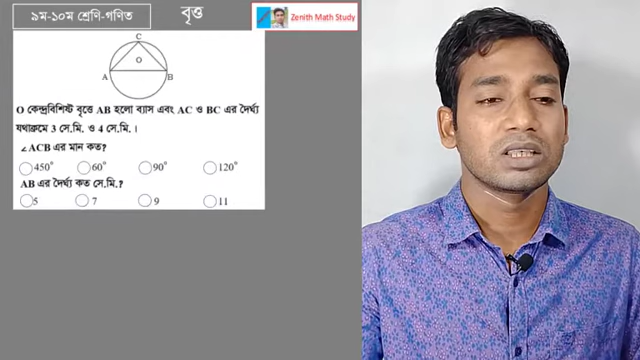 ৯ম-১০ম শ্রেণি-গণিত
বৃত্ত
Zenith Math Study
C
O
A
B
O কেন্দ্রবিশিষ্ট বৃত্তে AB হলো ব্যাস এবং AC ও BC এর দৈর্ঘ্য
যথাক্রমে 3 সে.মি. ও 4 সে.মি. ।
∠ACB এর মান কত?
450° 60° 90° 120°
AB এর দৈর্ঘ্য কত সে.মি.?
5 7 9 11